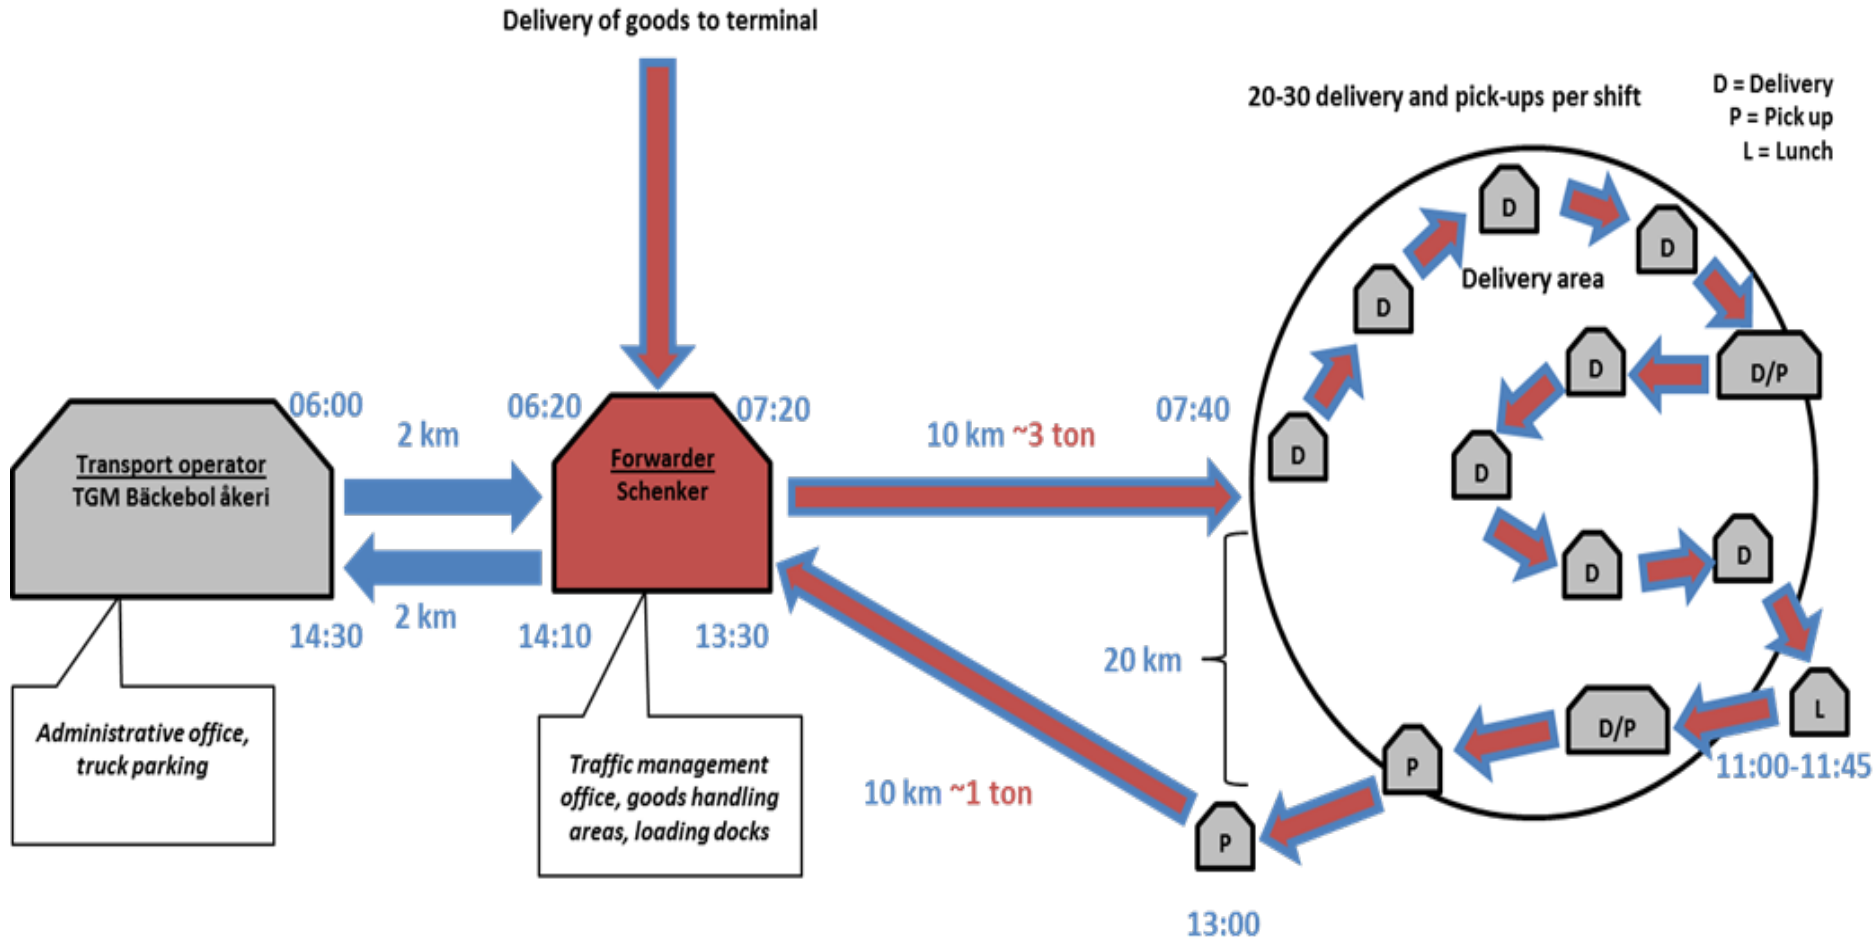 Delivery of goods to terminal
20-30 delivery and pick-ups per shift
D = Delivery
P = Pick up
L = Lunch
D
D
D
D
Delivery area
D/P
D
D
D
D
L
11:00-11:45
D/P
P
P
13:00
06:00
2 km
06:20
07:20
10 km ~3 ton
07:40
Transport operator
TGM Bäckebol åkeri
Forwarder
Schenker
14:30
2 km
14:10
13:30
20 km
10 km ~1 ton
Administrative office,
truck parking
Traffic management
office, goods handling
areas, loading docks